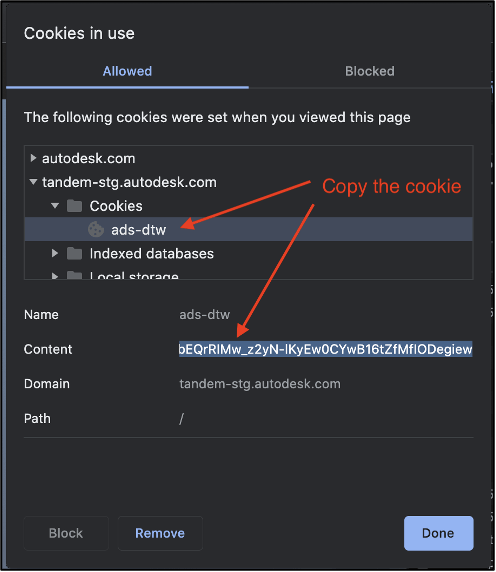 Cookies in use
Allowed
Blocked
The following cookies were set when you viewed this page
autodesk.com
tandem-stg.autodesk.com
Copy the cookie
Cookies
ads-dtw
Indexed databases
Local storage
Name ads-dtw
Content bEQrRlMw_z2yN-lKyEw0CYwB16tZfMflODegiew
Domain tandem-stg.autodesk.com
Path /
Block
Remove
Done